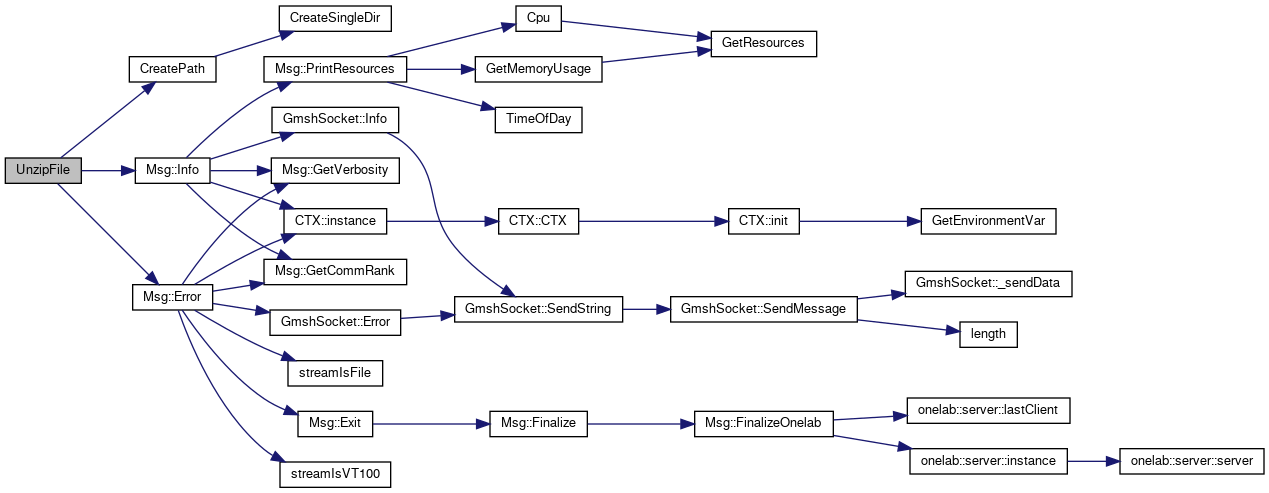 CreateSingleDir
Cpu
GetResources
CreatePath
Msg::PrintResources
GetMemoryUsage
GmshSocket::Info
TimeOfDay
UnzipFile
Msg::Info
Msg::GetVerbosity
CTX::instance
CTX::CTX
CTX::init
GetEnvironmentVar
Msg::GetCommRank
Msg::Error
GmshSocket::_sendData
GmshSocket::Error
GmshSocket::SendString
GmshSocket::SendMessage
length
streamIsFile
Msg::Exit
Msg::Finalize
Msg::FinalizeOnelab
onelab::server::lastClient
onelab::server::instance
onelab::server::server
streamIsVT100